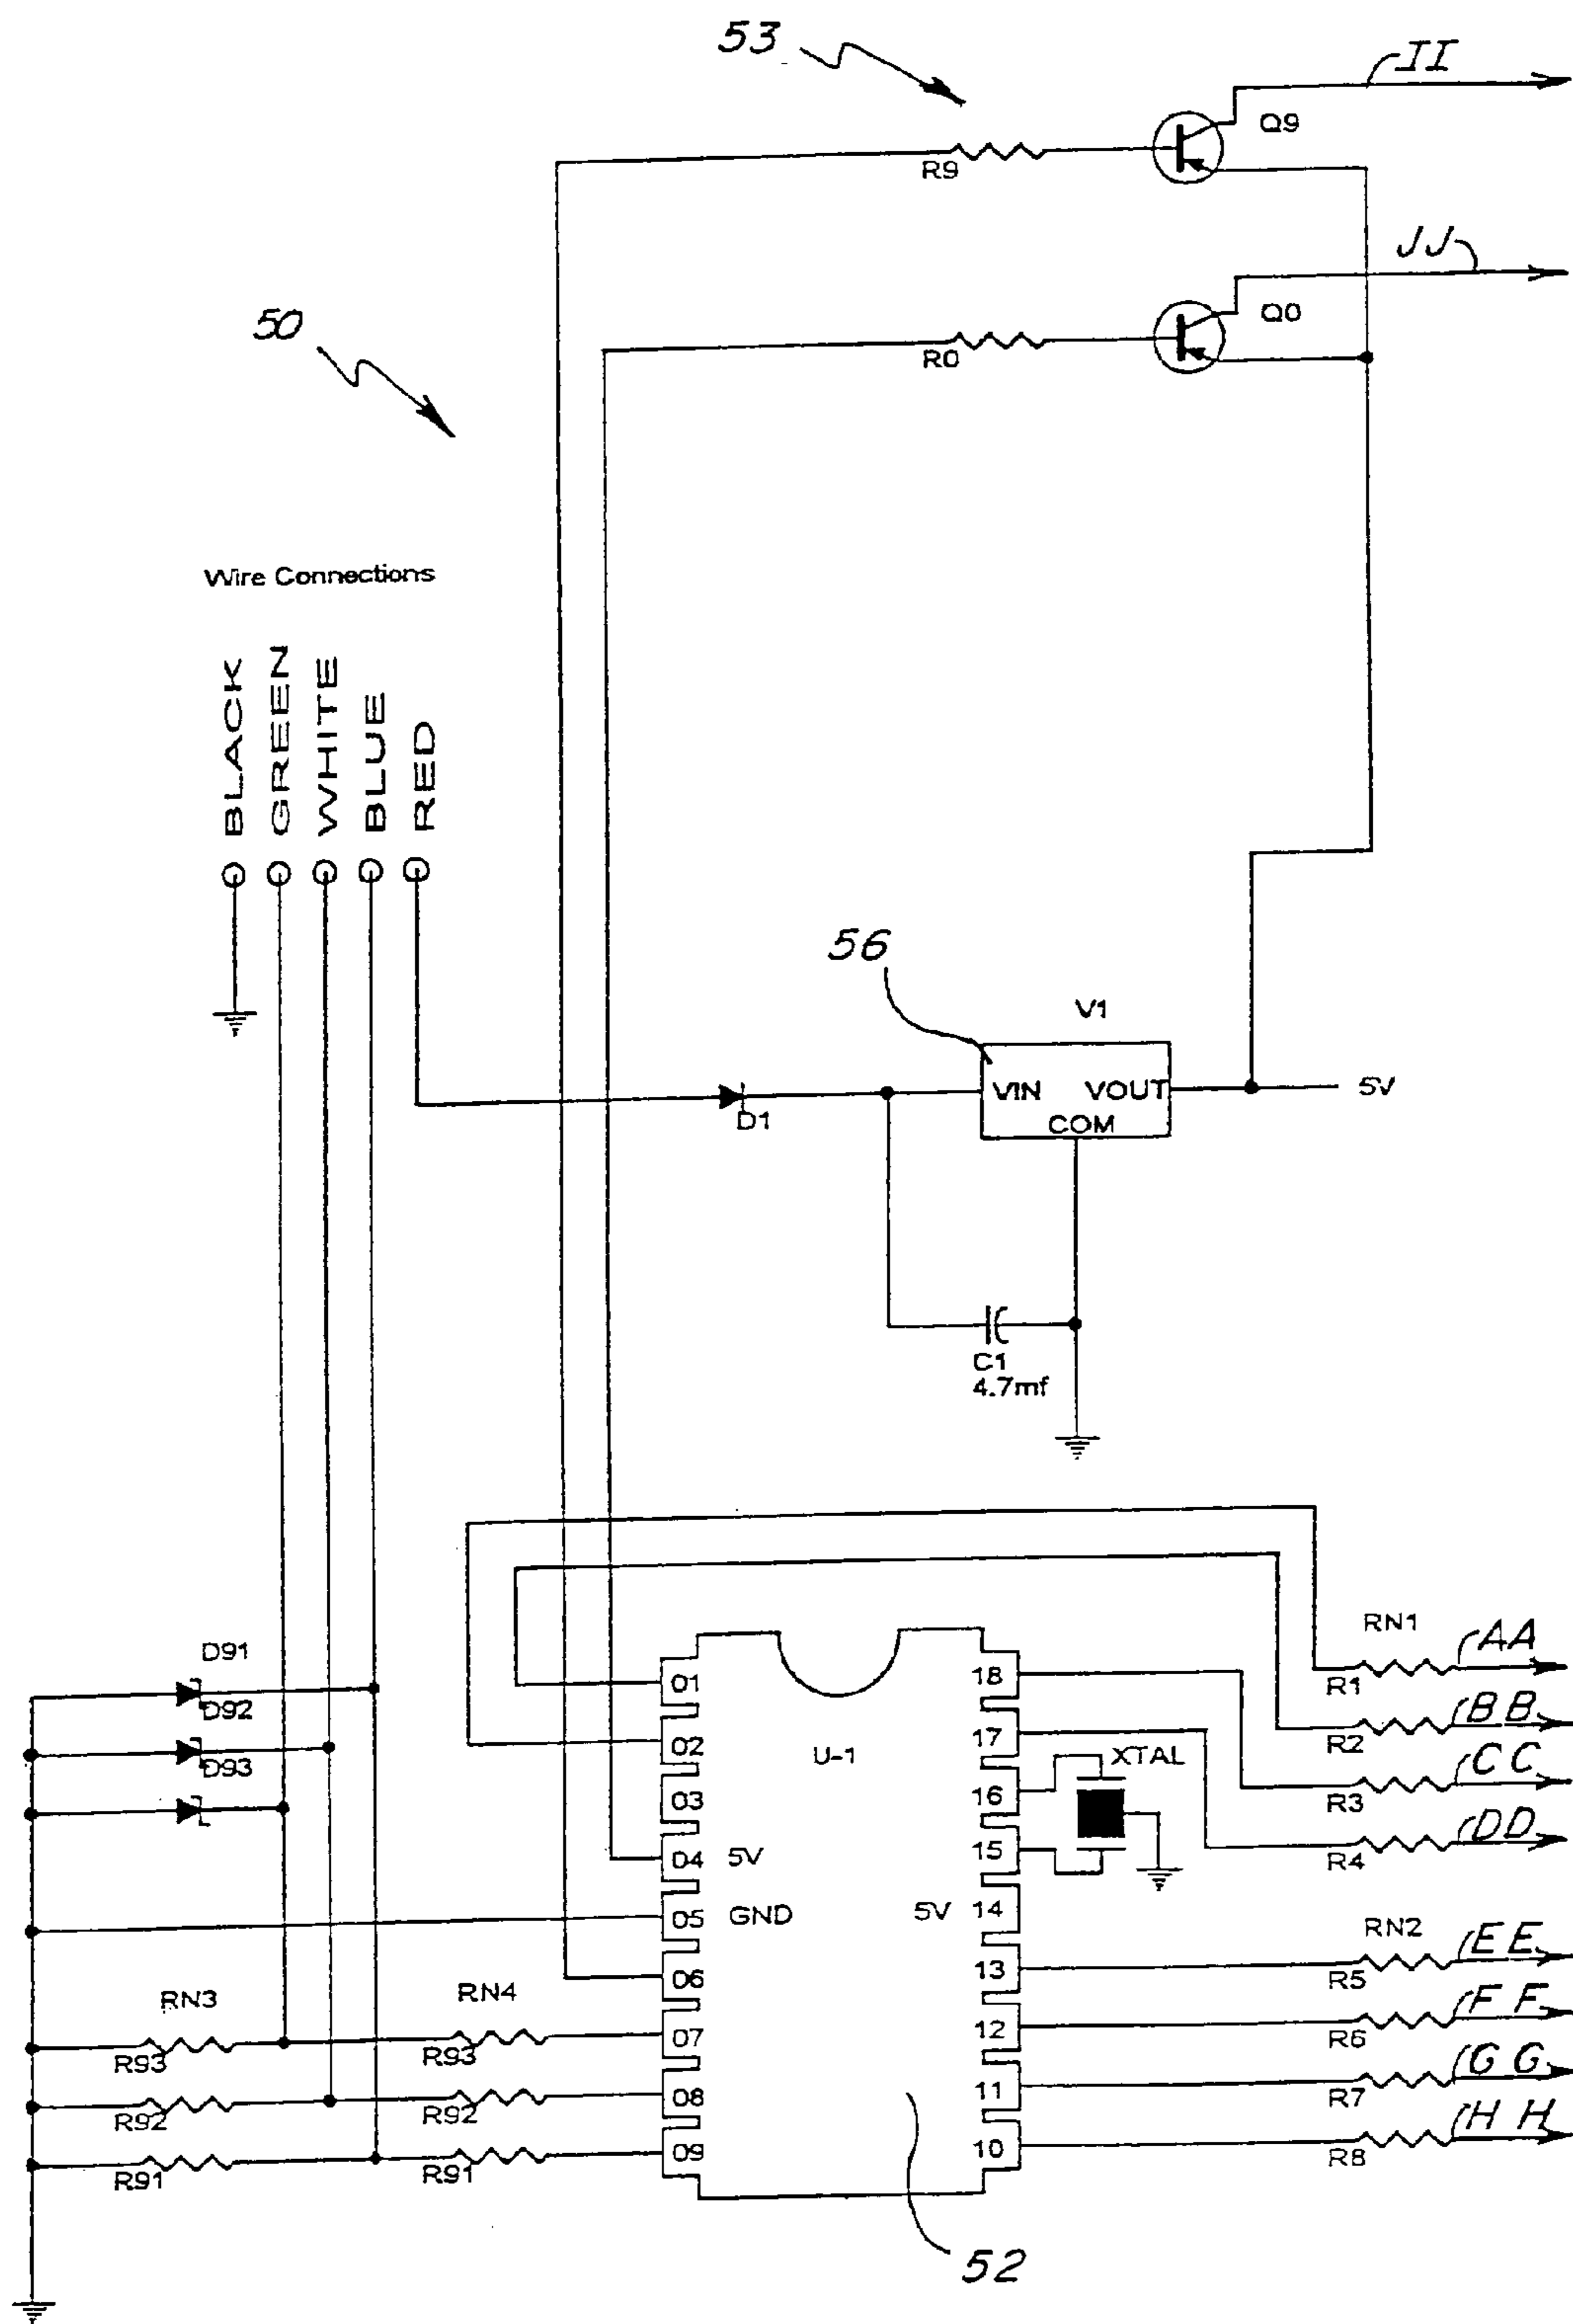 53
II
Q9
R9
JJ
Q0
R0
50
Wire Connections
BLACK
GREEN
WHITE
BLUE
RED
56
V1
VIN VOUT
COM
5V
D1
C1
4.7mf
RN1
AA
R1
BB
R2
CC
R3
DD
R4
D91
D92
D93
01
02
03
04 5V
05 GND
06
07
08
09
U-1
18
17
16
15
5V 14
13
12
11
10
XTAL
RN2
EE
R5
FF
R6
GG
R7
HH
R8
RN3
RN4
R93
R93
R92
R92
R91
R91
52